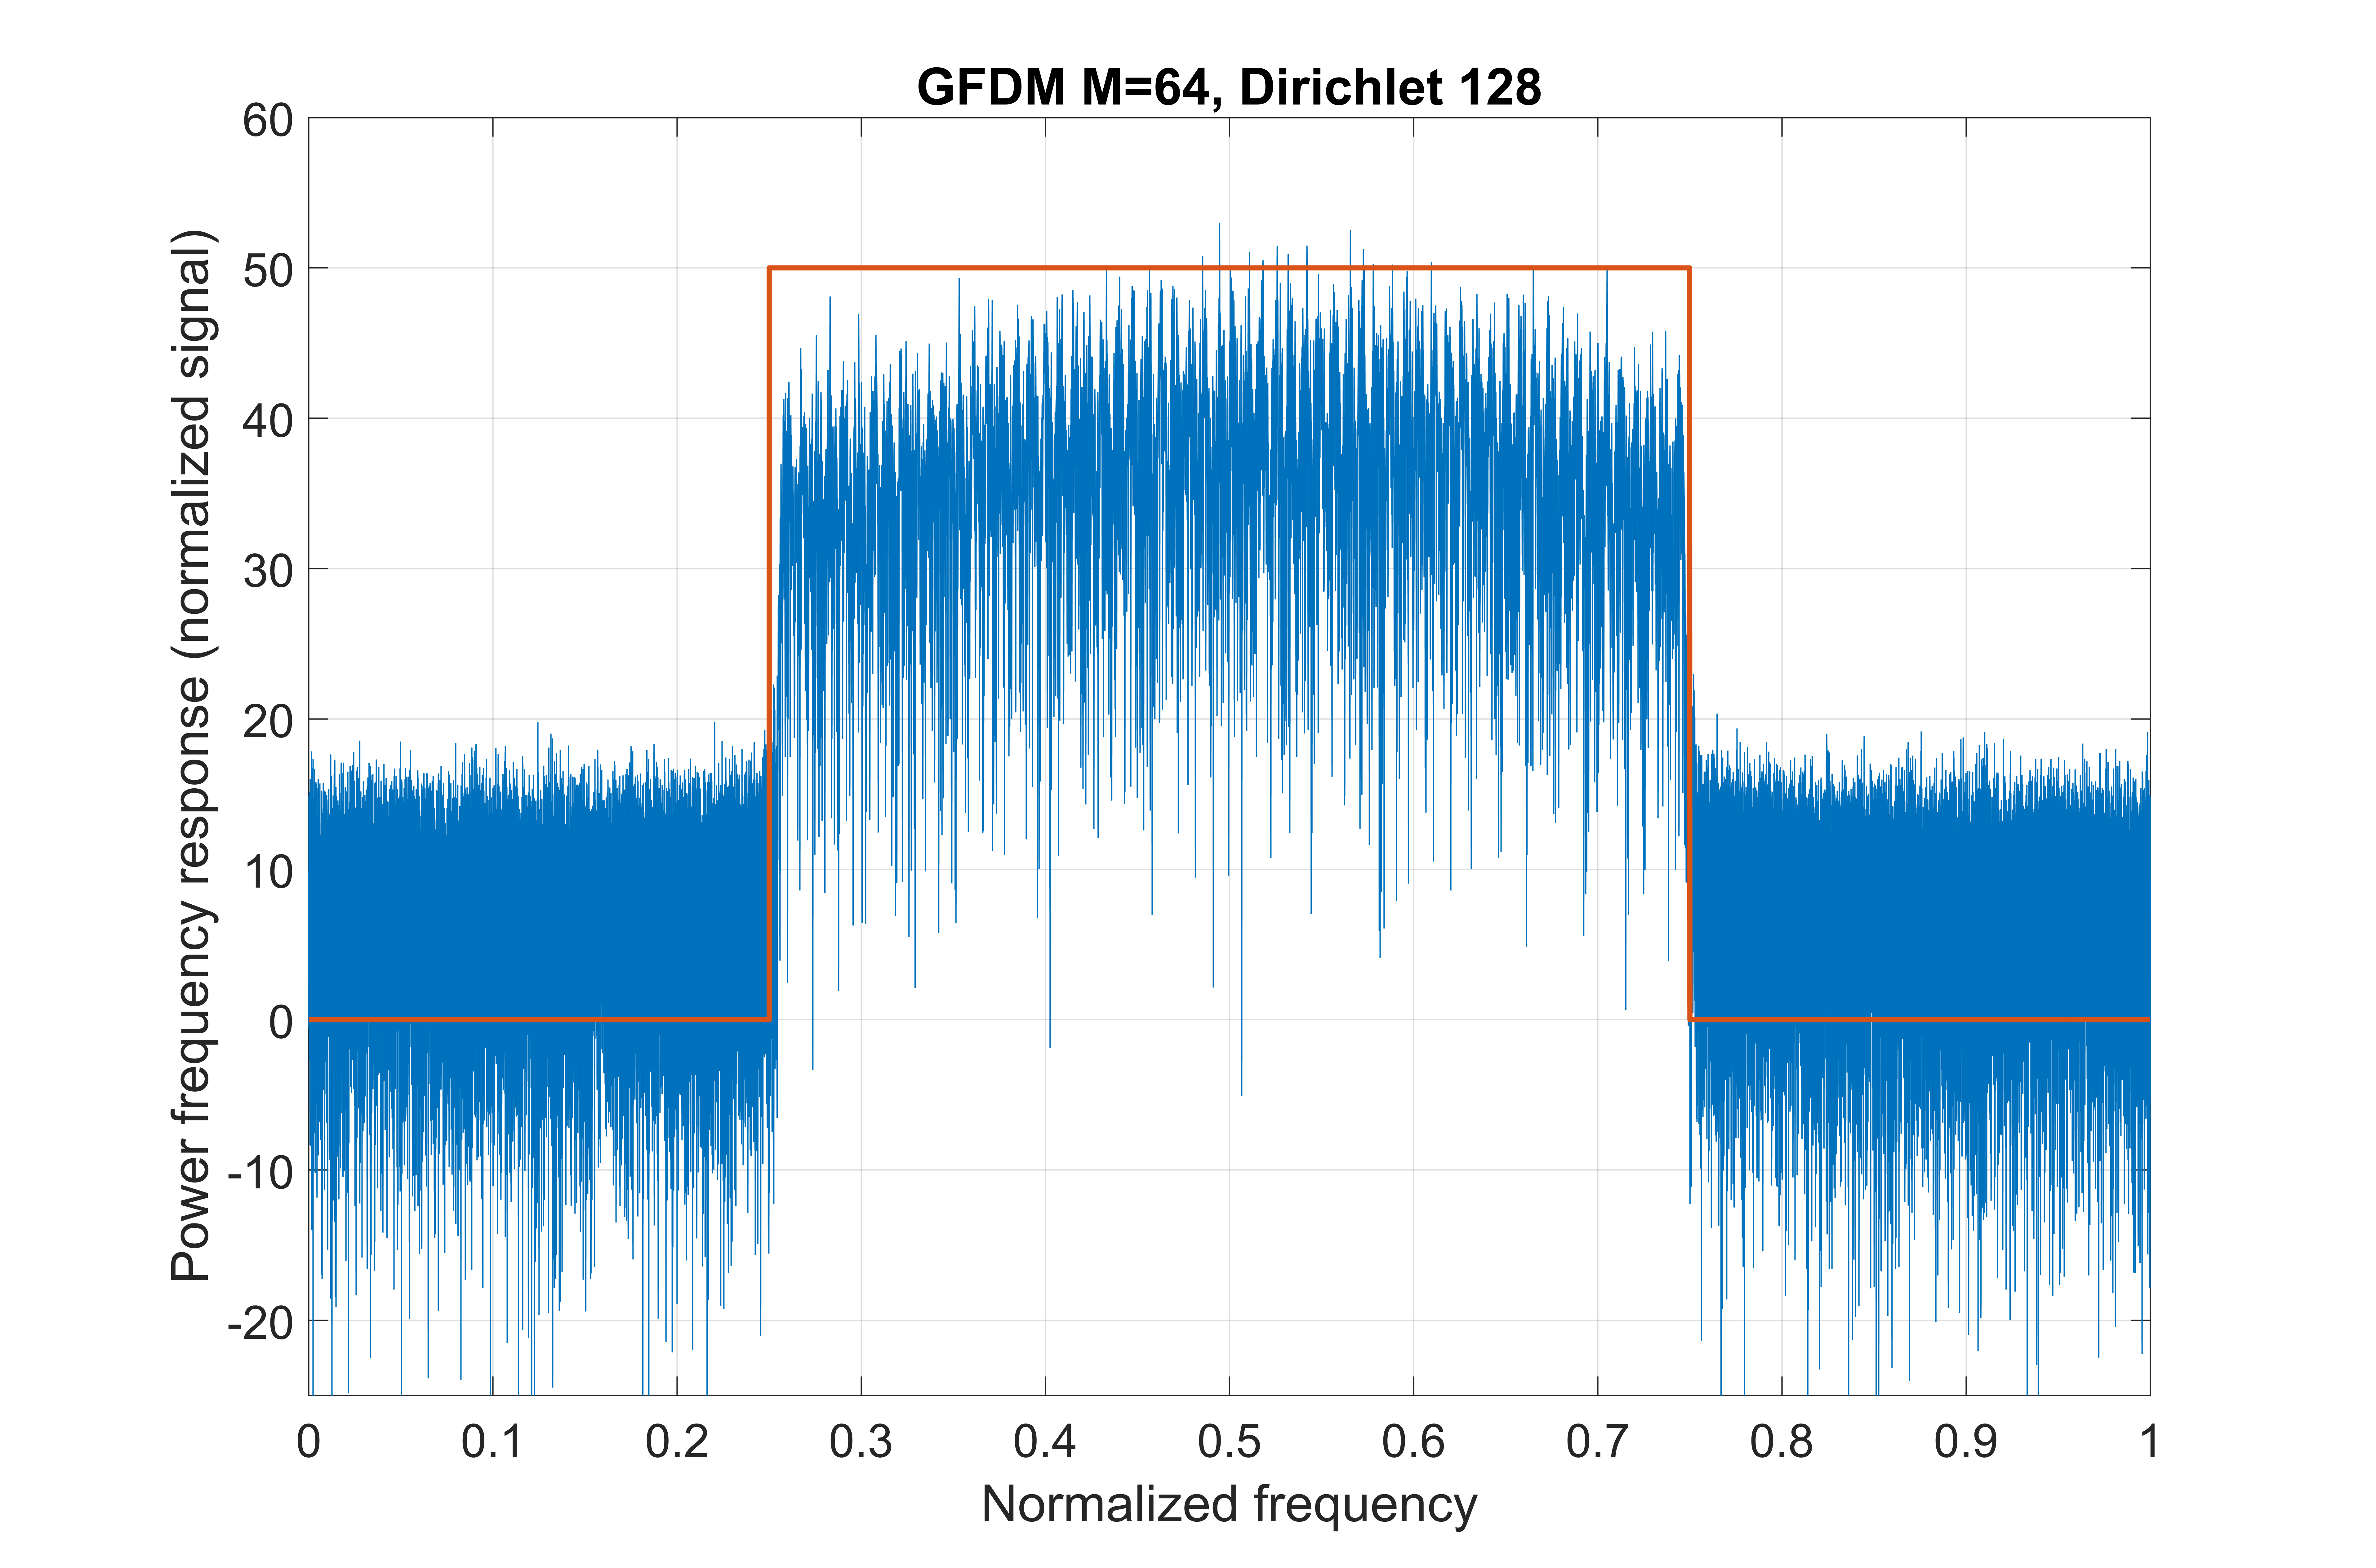 GFDM M=64, Dirichlet 128
60
50
40
30
20
10
0
-10
-20
Power frequency response (normalized signal)
0 0.1 0.2 0.3 0.4 0.5 0.6 0.7 0.8 0.9 1
Normalized frequency